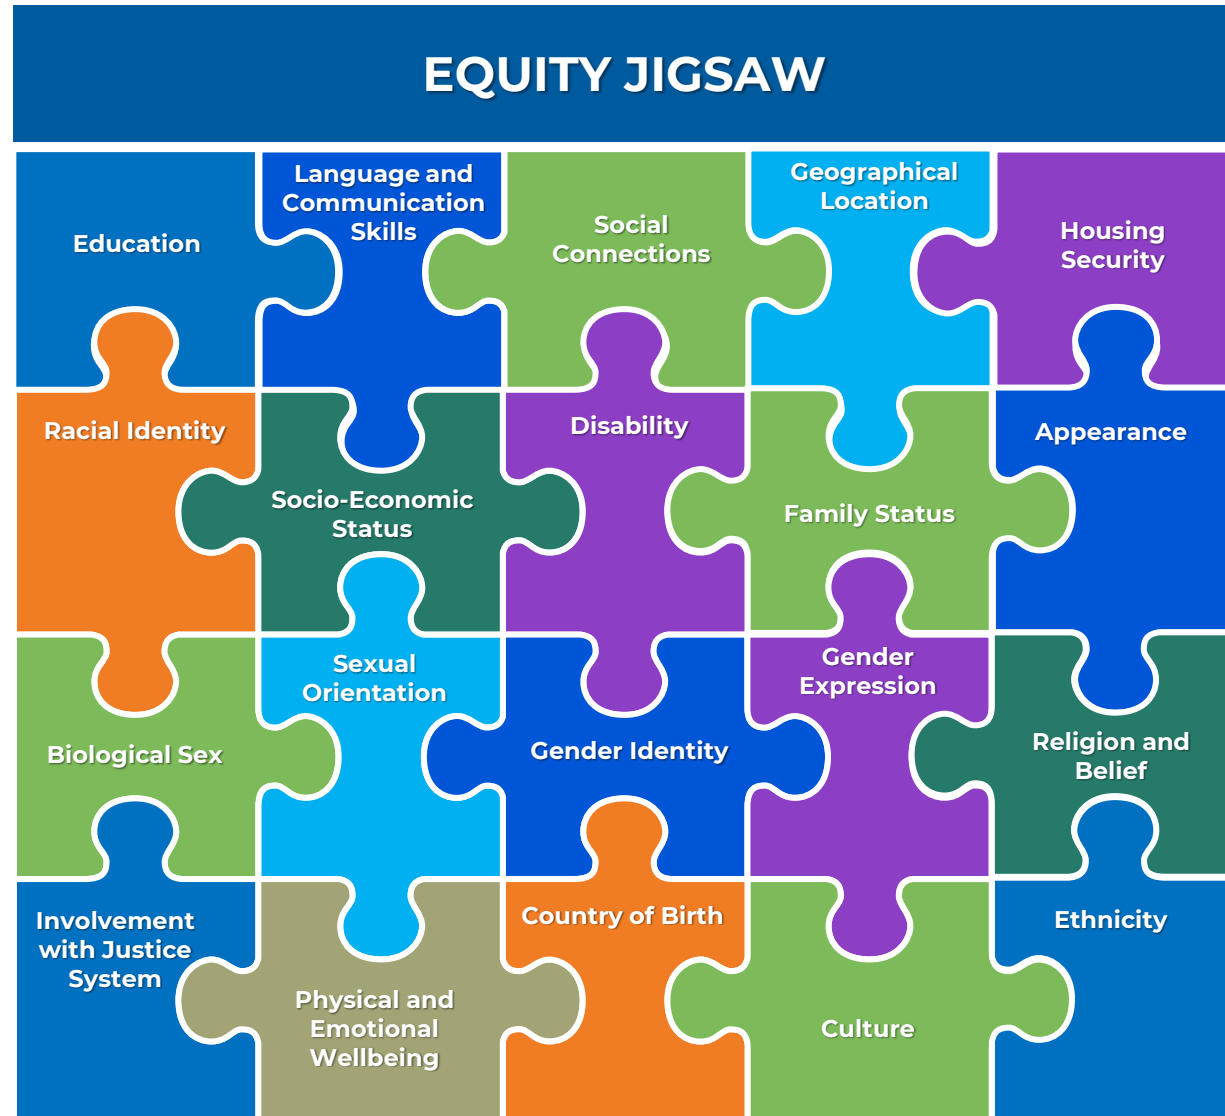 EQUITY JIGSAW
Education
Language and
Communication
Skills
Social
Connections
Geographical
Location
Housing
Security
Racial Identity
Socio-Economic
Status
Disability
Family Status
Appearance
Biological Sex
Sexual
Orientation
Gender Identity
Gender
Expression
Religion and
Belief
Involvement
with Justice
System
Physical and
Emotional
Wellbeing
Country of Birth
Culture
Ethnicity